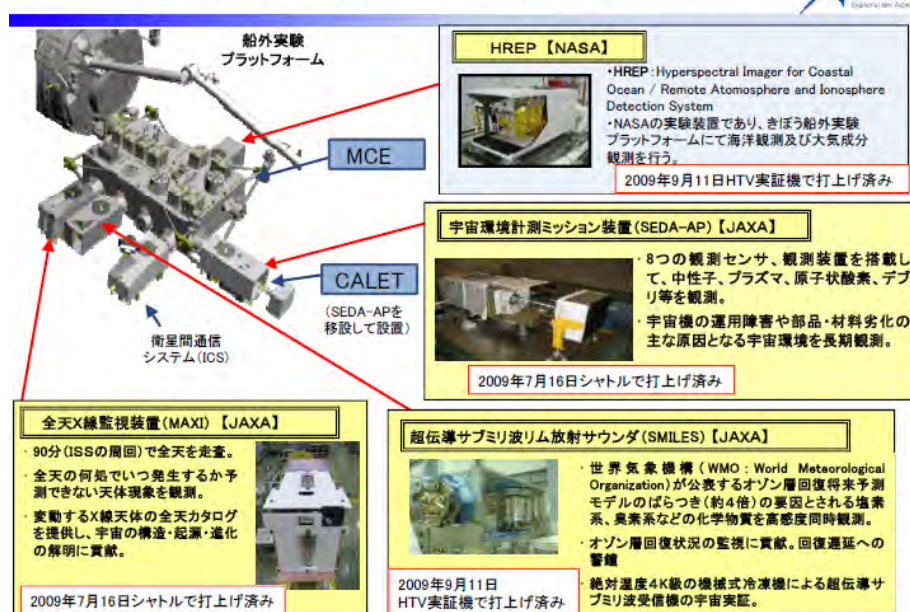 船外実験
プラットフォーム
MCE
CALET
(SEDA-APを
移設して設置)
衛星間通信
システム(ICS)
HREP 【NASA】
・HREP:Hyperspectral Imager for Coastal
Ocean / Remote Atomosphere and Ionosphere
Detection System
・NASAの実験装置であり、きぼう船外実験
プラットフォームにて海洋観測及び大気成分
観測を行う。
2009年9月11日HTV実証機で打上げ済み
宇宙環境計測ミッション装置(SEDA-AP)【JAXA】
・8つの観測センサ、観測装置を搭載し
て、中性子、プラズマ、原子状酸素、デブ
リ等を観測。
・宇宙機の運用障害や部品・材料劣化の
主な原因となる宇宙環境を長期観測。
2009年7月16日シャトルで打上げ済み
全天X線監視装置(MAXI) 【JAXA】
・90分(ISSの周回)で全天を走査。
・全天の何処でいつ発生するか予
測できない天体現象を観測。
・変動するX線天体の全天カタログ
を提供し、宇宙の構造・起源・進化
の解明に貢献。
2009年7月16日シャトルで打上げ済み
超伝導サブミリ波リム放射サウンダ(SMILES)【JAXA】
・世界気象機構(WMO:World Meteorological
Organization)が公表するオゾン層回復将来予測
モデルのばらつき(約4倍)の要因とされる塩素
系、臭素系などの化学物質を高感度同時観測。
・オゾン層回復状況の監視に貢献。回復遅延への
警鐘
・絶対温度4K級の機械式冷凍機による超伝導サ
ブミリ波受信機の宇宙実証。
2009年9月11日
HTV実証機で打上げ済み